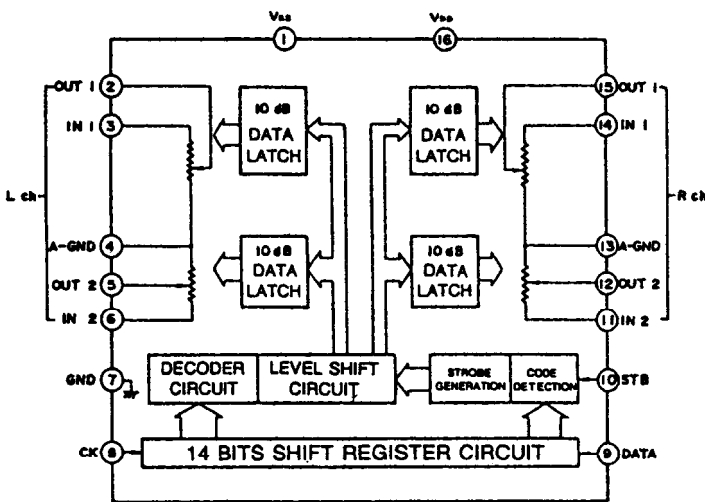 Vss
VDD
1
16
OUT 1 2
15 OUT 1
IN 1 3
14 IN 1
10 dB
DATA
LATCH
10 dB
DATA
LATCH
L ch
R ch
A-GND 4
13 A-GND
OUT 2 5
12 OUT 2
IN 2 6
11 IN 2
10 dB
DATA
LATCH
10 dB
DATA
LATCH
GND 7
DECODER
CIRCUIT
LEVEL SHIFT
CIRCUIT
STROBE
GENERATION
CODE
DETECTION
10 STB
CK 8
14 BITS SHIFT REGISTER CIRCUIT
9 DATA